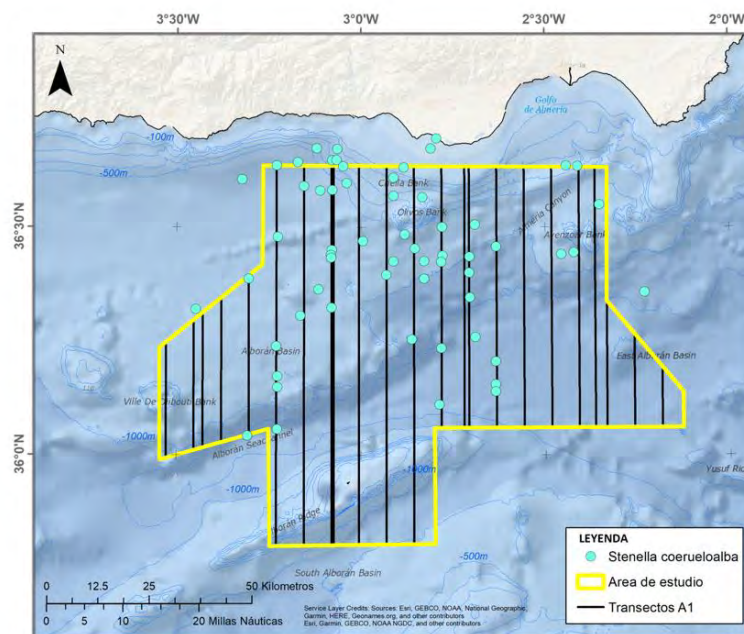 3°30'W 3°0'W 2°30'W 2°0'W
N
Golfo
de Almería
-100m
-500m
36°30'N
Chella Bank
Olivos Bank
Almería Canyon
Avenzoar Bank
Alborán Basin
East Alborán Basin
Ville De Djibouti Bank
-1000m
Alborán Seachannel
36°0'N
-1000m
-1000m
Yusuf Rid
Alborán Ridge
-500m
South Alborán Basin
LEYENDA
Stenella coerueloalba
Area de estudio
Transectos A1
0 12.5 25 50 Kilometros
0 5 10 20 Millas Náuticas
Service Layer Credits: Sources: Esri, GEBCO, NOAA, National Geographic,
Garmin, HERE, Geonames.org, and other contributors
Esri, Garmin, GEBCO, NOAA NGDC, and other contributors